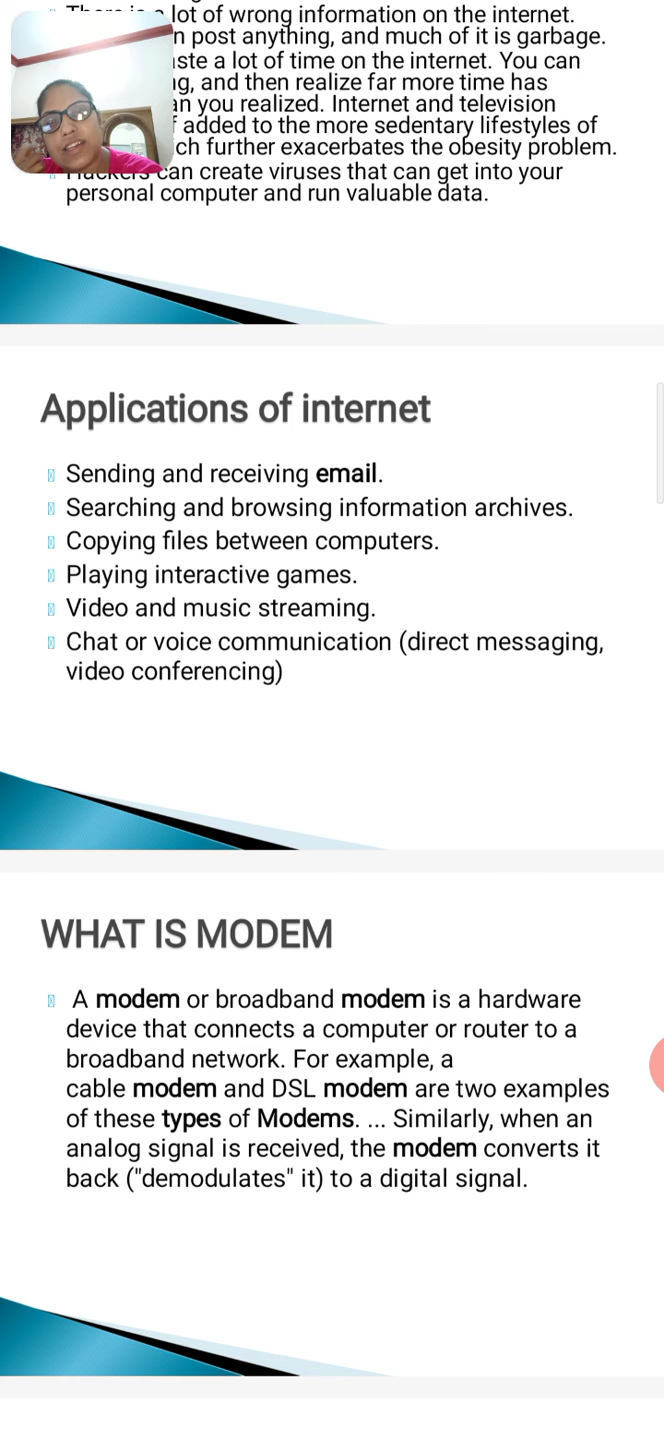 lot of wrong information on the internet.
post anything, and much of it is garbage.
a lot of time on the internet. You can
and then realize far more time has
you realized. Internet and television
added to the more sedentary lifestyles of
further exacerbates the obesity problem.
Hackers can create viruses that can get into your
personal computer and run valuable data.
Applications of internet
Sending and receiving email.
Searching and browsing information archives.
Copying files between computers.
Playing interactive games.
Video and music streaming.
Chat or voice communication (direct messaging,
video conferencing)
WHAT IS MODEM
A modem or broadband modem is a hardware
device that connects a computer or router to a
broadband network. For example, a
cable modem and DSL modem are two examples
of these types of Modems. ... Similarly, when an
analog signal is received, the modem converts it
back ("demodulates" it) to a digital signal.